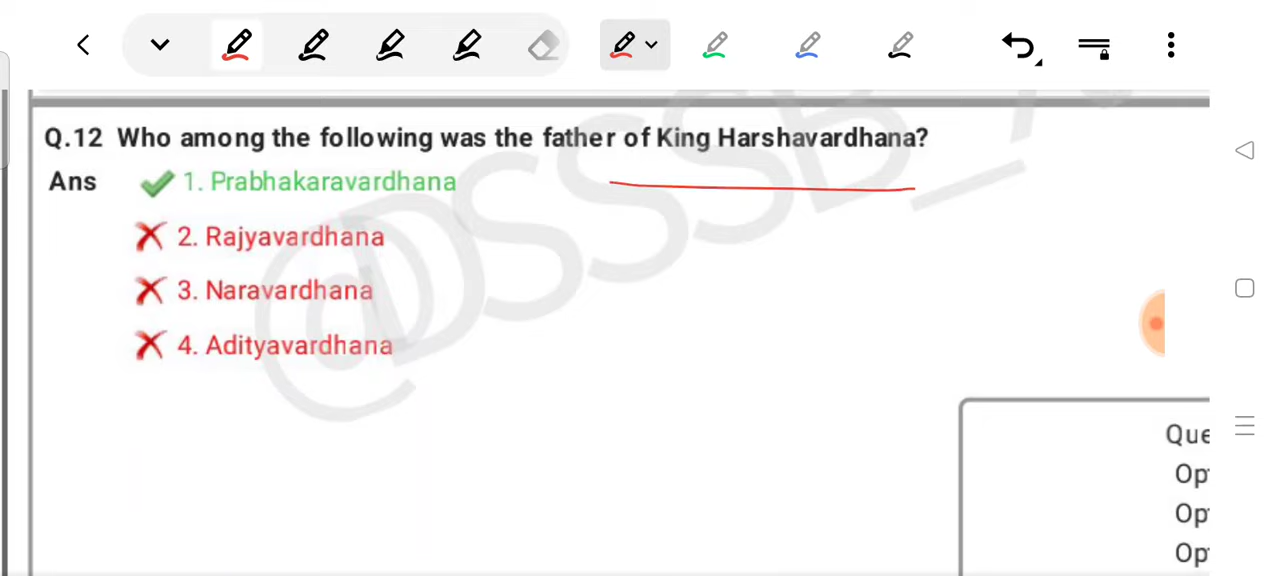 Q.12 Who among the following was the father of King Harshavardhana?
Ans 1. Prabhakaravardhana
2. Rajyavardhana
3. Naravardhana
4. Adityavardhana
@DSSSB_
Que
Op
Op
Op